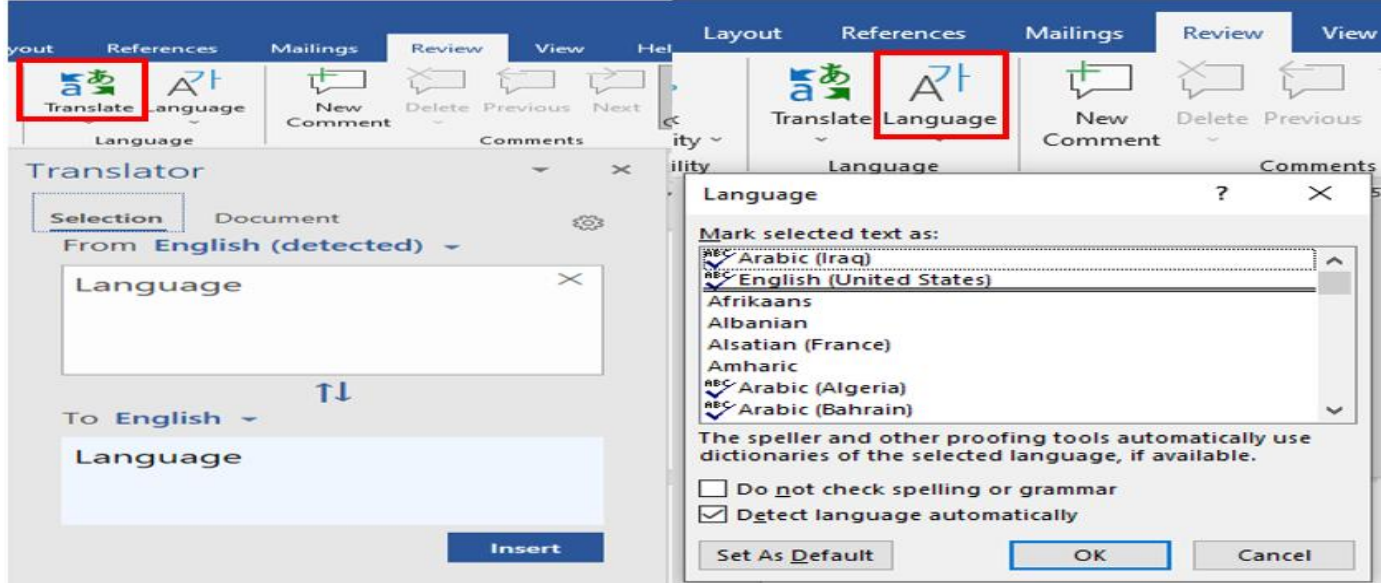 yout References Mailings Review View Hel
Translate Language New Comment Delete Previous Next
Language Comments
Translator
Selection Document
From English (detected)
Language
To English
Language
Insert
Layout References Mailings Review View
ity
Translate Language New Comment Delete Previous
ility Language Comments
Language ?
Mark selected text as:
Arabic (Iraq)
English (United States)
Afrikaans
Albanian
Alsatian (France)
Amharic
Arabic (Algeria)
Arabic (Bahrain)
The speller and other proofing tools automatically use
dictionaries of the selected language, if available.
Do not check spelling or grammar
Detect language automatically
Set As Default OK Cancel